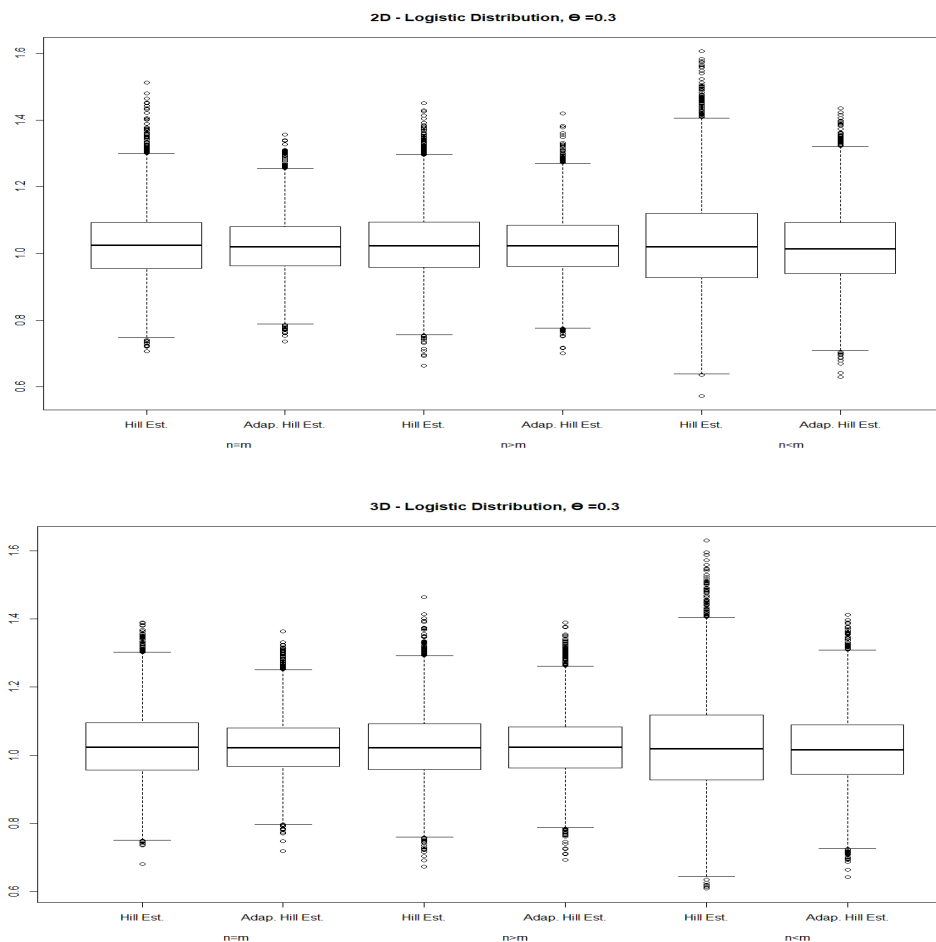 2D - Logistic Distribution, Θ =0.3
1.6
1.4
1.2
1.0
0.8
0.6
Hill Est. Adap. Hill Est. Hill Est. Adap. Hill Est. Hill Est. Adap. Hill Est.
n=m n>m n<m
3D - Logistic Distribution, Θ =0.3
1.6
1.4
1.2
1.0
0.8
0.6
Hill Est. Adap. Hill Est. Hill Est. Adap. Hill Est. Hill Est. Adap. Hill Est.
n=m n>m n<m